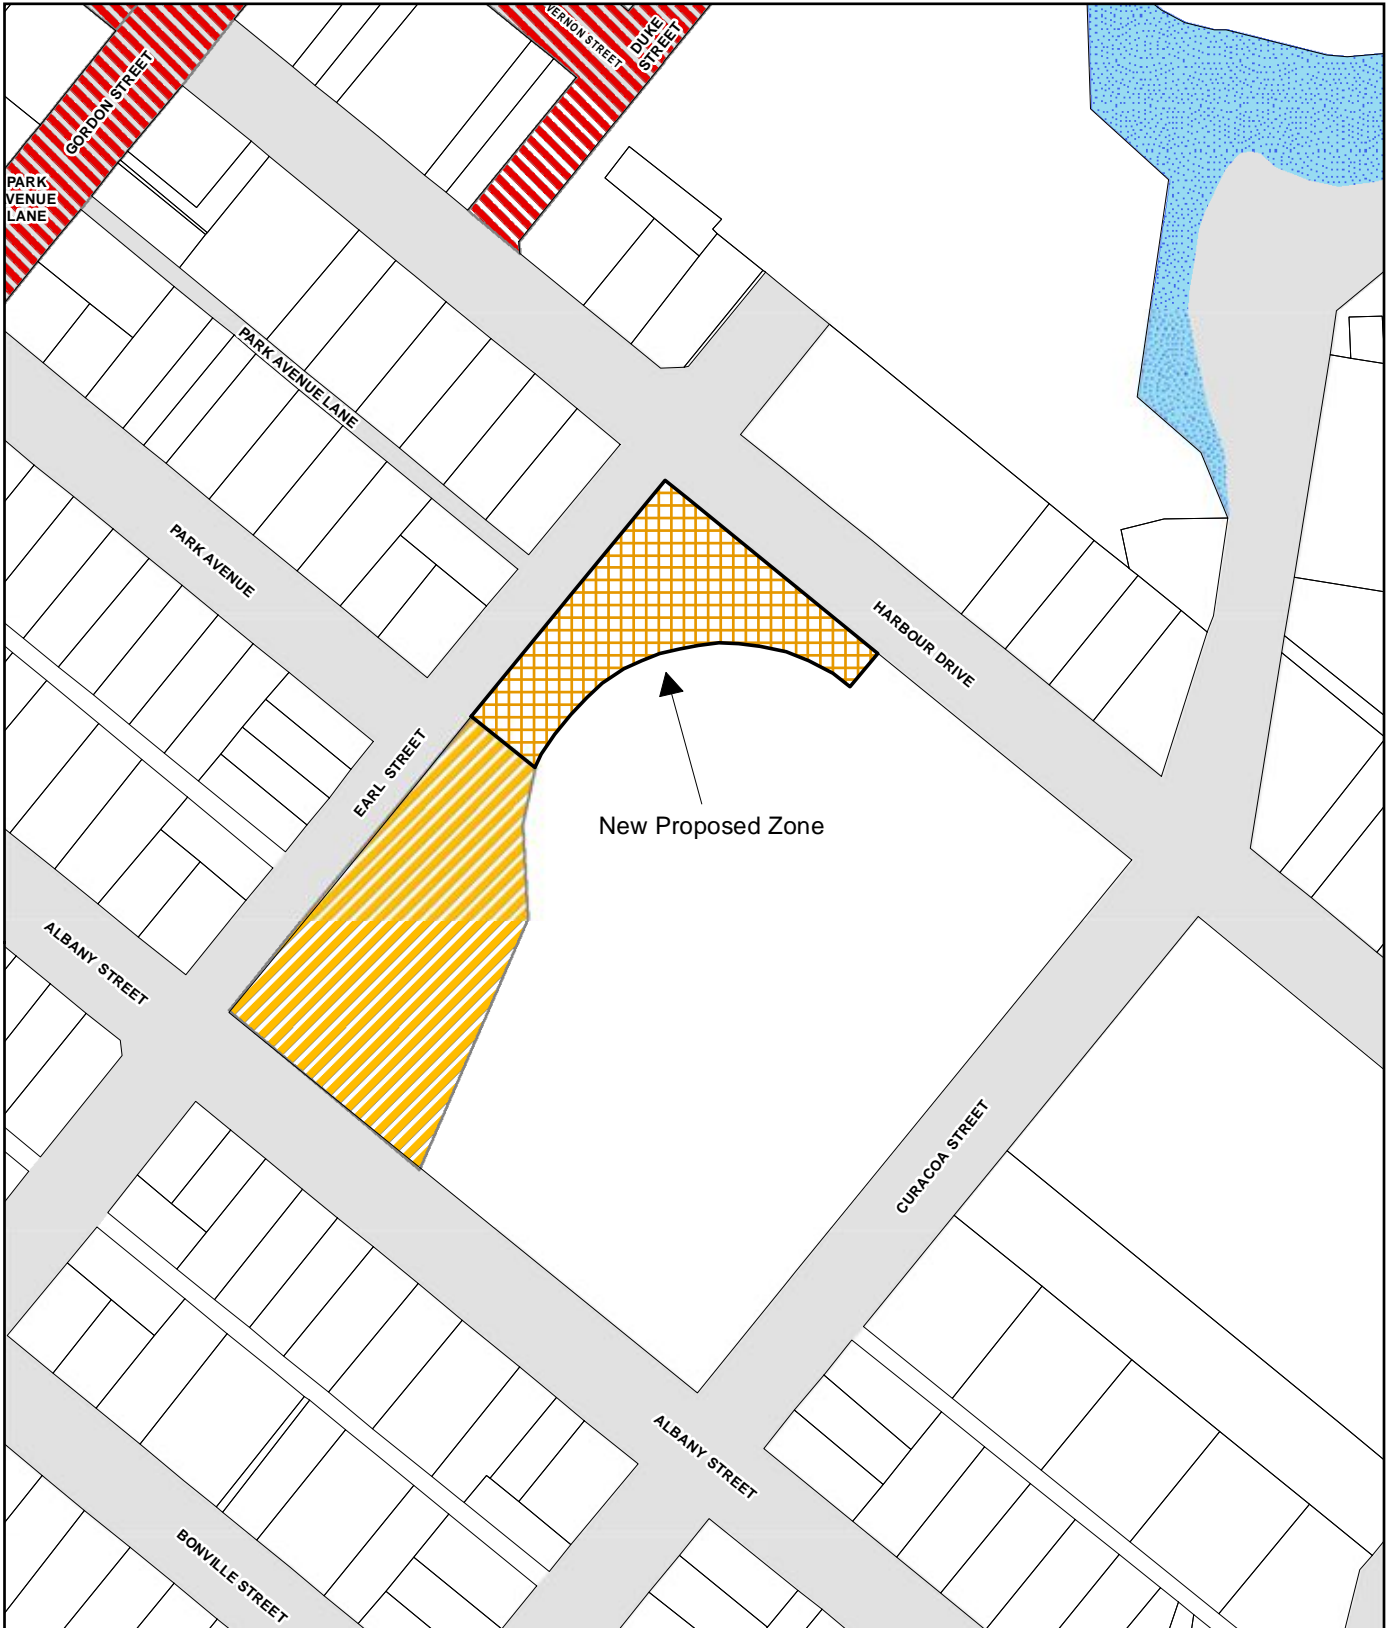 VERNON STREET
DUKE
STREET
GORDON STREET
PARK
VENUE
LANE
PARK AVENUE LANE
PARK AVENUE
HARBOUR DRIVE
EARL STREET
New Proposed Zone
ALBANY STREET
CURACOA STREET
ALBANY STREET
BONVILLE STREET